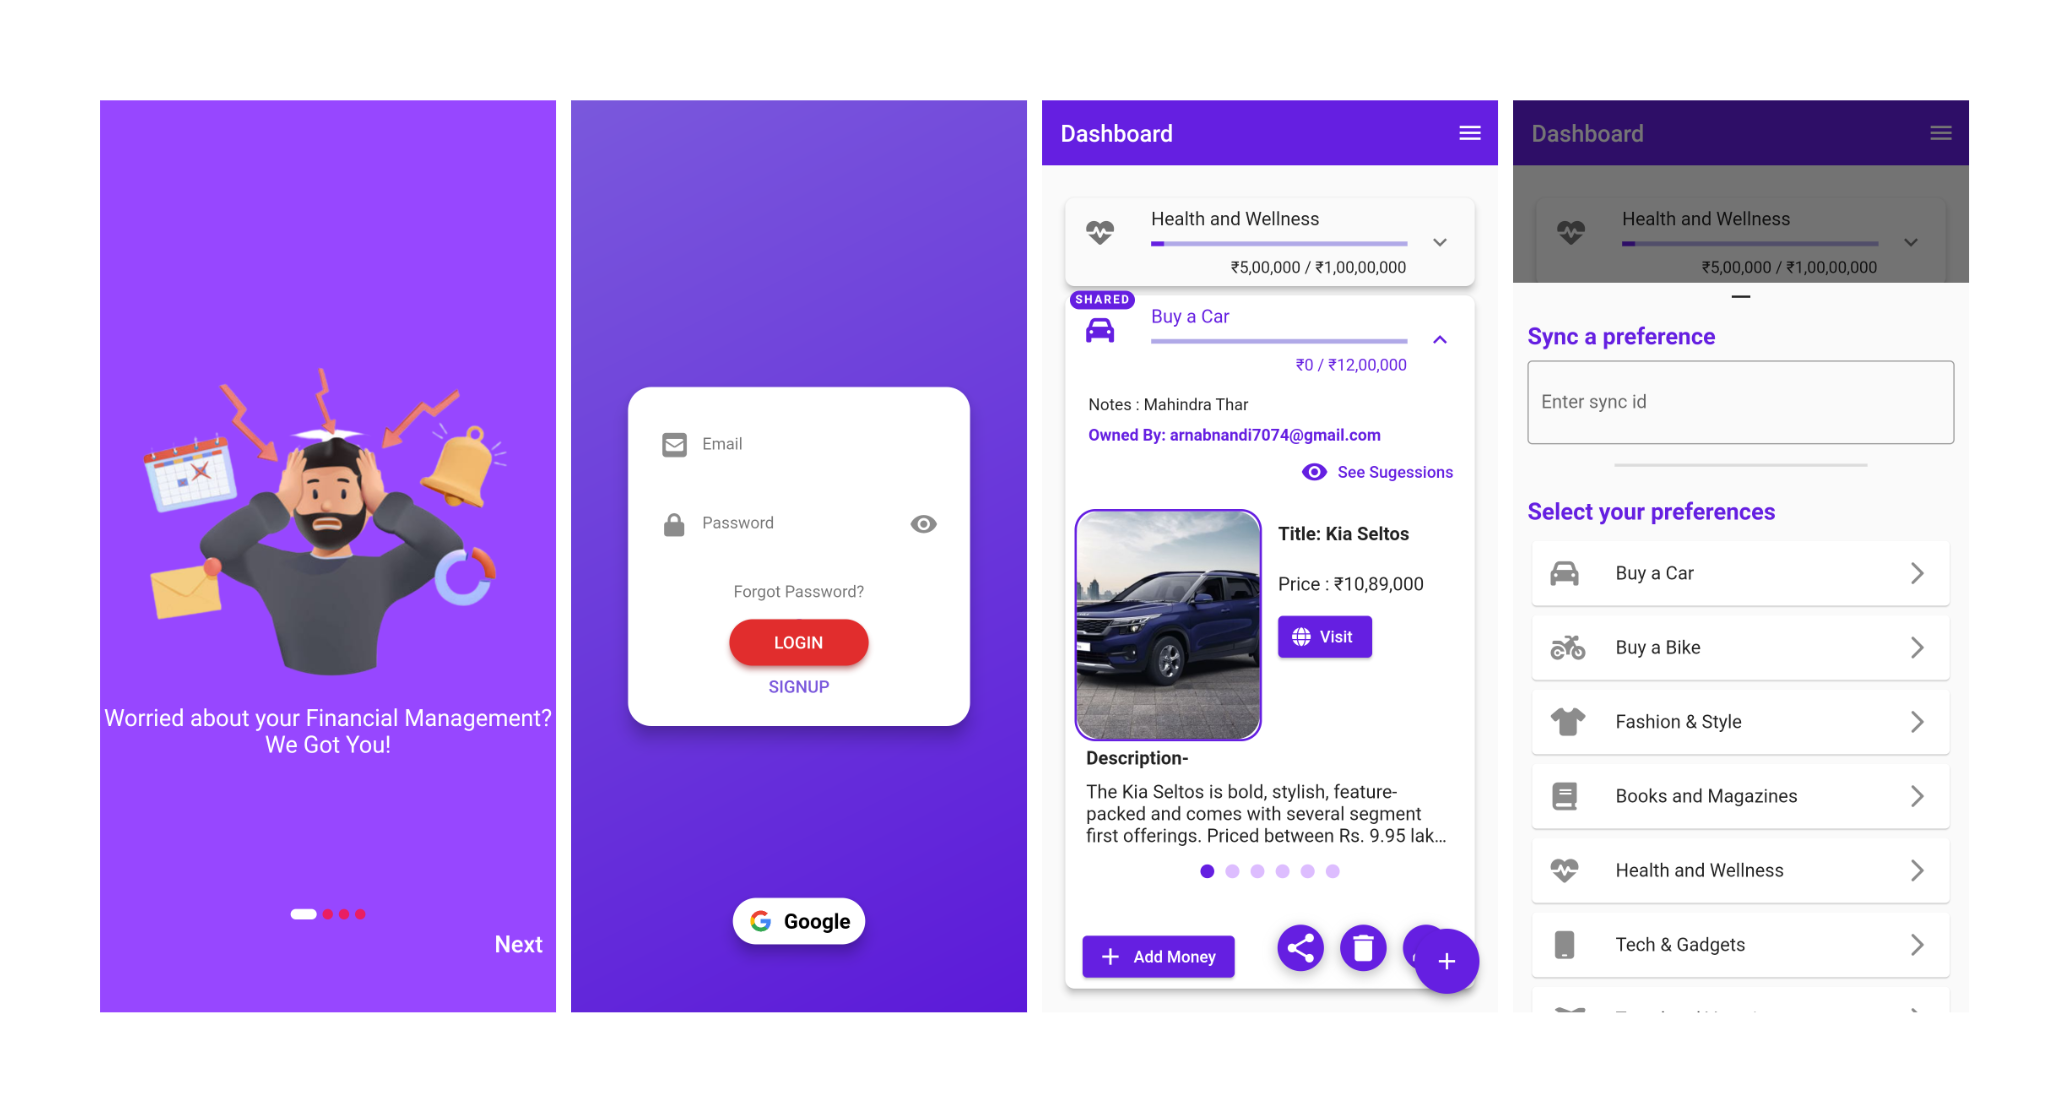 Worried about your Financial Management?
We Got You!
Next
Email
Password
Forgot Password?
LOGIN
SIGNUP
Google
Dashboard
Health and Wellness
₹5,00,000 / ₹1,00,00,000
SHARED
Buy a Car
₹0 / ₹12,00,000
Notes : Mahindra Thar
Owned By: arnabnandi7074@gmail.com
See Sugessions
Title: Kia Seltos
Price : ₹10,89,000
Visit
Description-
The Kia Seltos is bold, stylish, feature-
packed and comes with several segment
first offerings. Priced between Rs. 9.95 lak...
Add Money
Dashboard
Health and Wellness
₹5,00,000 / ₹1,00,00,000
Sync a preference
Enter sync id
Select your preferences
Buy a Car
Buy a Bike
Fashion & Style
Books and Magazines
Health and Wellness
Tech & Gadgets